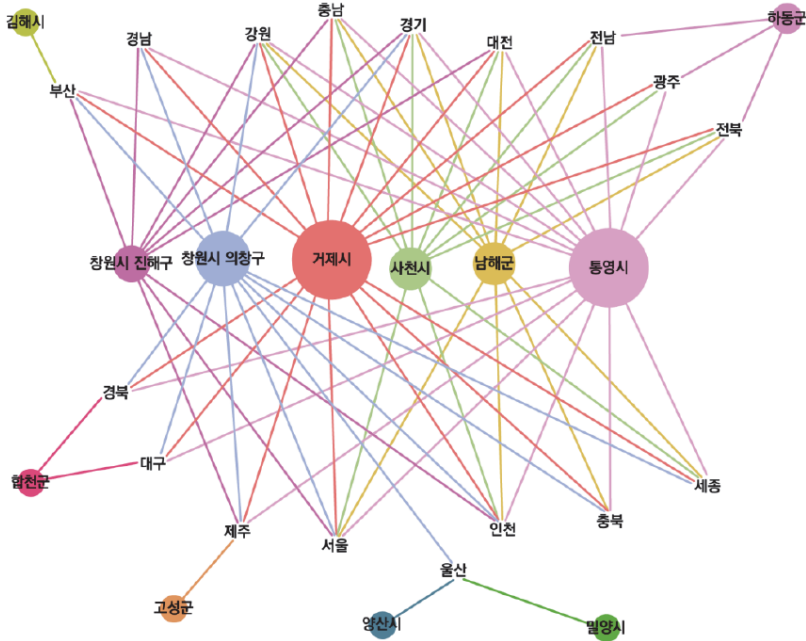 김해시
경남
강원
충남
경기
대전
전남
하동군
부산
광주
전북
창원시 진해구
창원시 의창구
거제시
사천시
남해군
통영시
경북
대구
합천군
세종
제주
서울
인천
충북
울산
고성군
양산시
밀양시